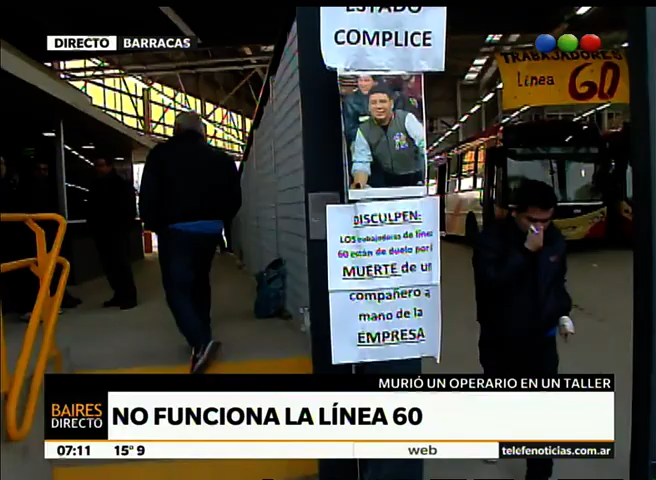 DIRECTO BARRACAS
ESTADO
CÓMPLICE
TRABAJADORES
Línea 60
DISCULPEN:
LOS trabajadores de línea
60 están de duelo por l
MUERTE de un
compañero a
mano de la
EMPRESA
MURIÓ UN OPERARIO EN UN TALLER
BAIRES
DIRECTO
NO FUNCIONA LA LÍNEA 60
07:11 15º 9 web telefenoticias.com.ar